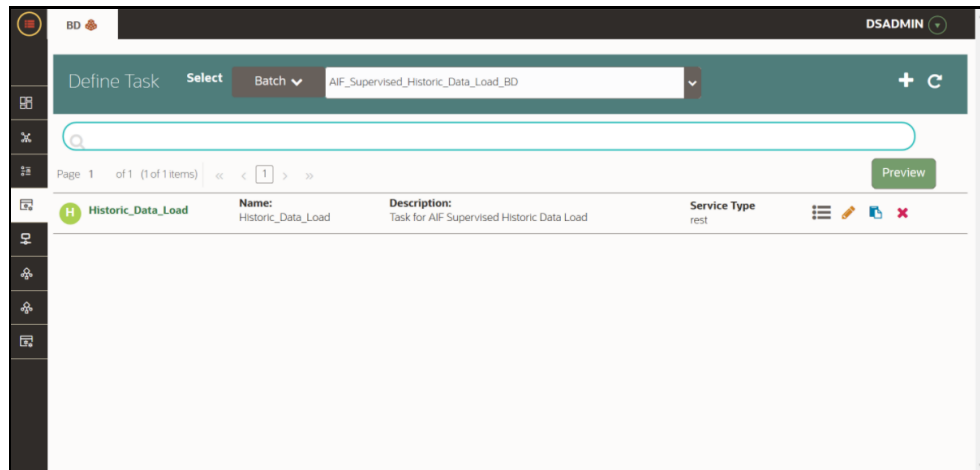 BD
DSADMIN
Define Task Select Batch AIF_Supervised_Historic_Data_Load_BD
Page 1 of 1 (1 of 1 items) « < 1 > »
Preview
H Historic_Data_Load
Name:
Historic_Data_Load
Description:
Task for AIF Supervised Historic Data Load
Service Type
rest